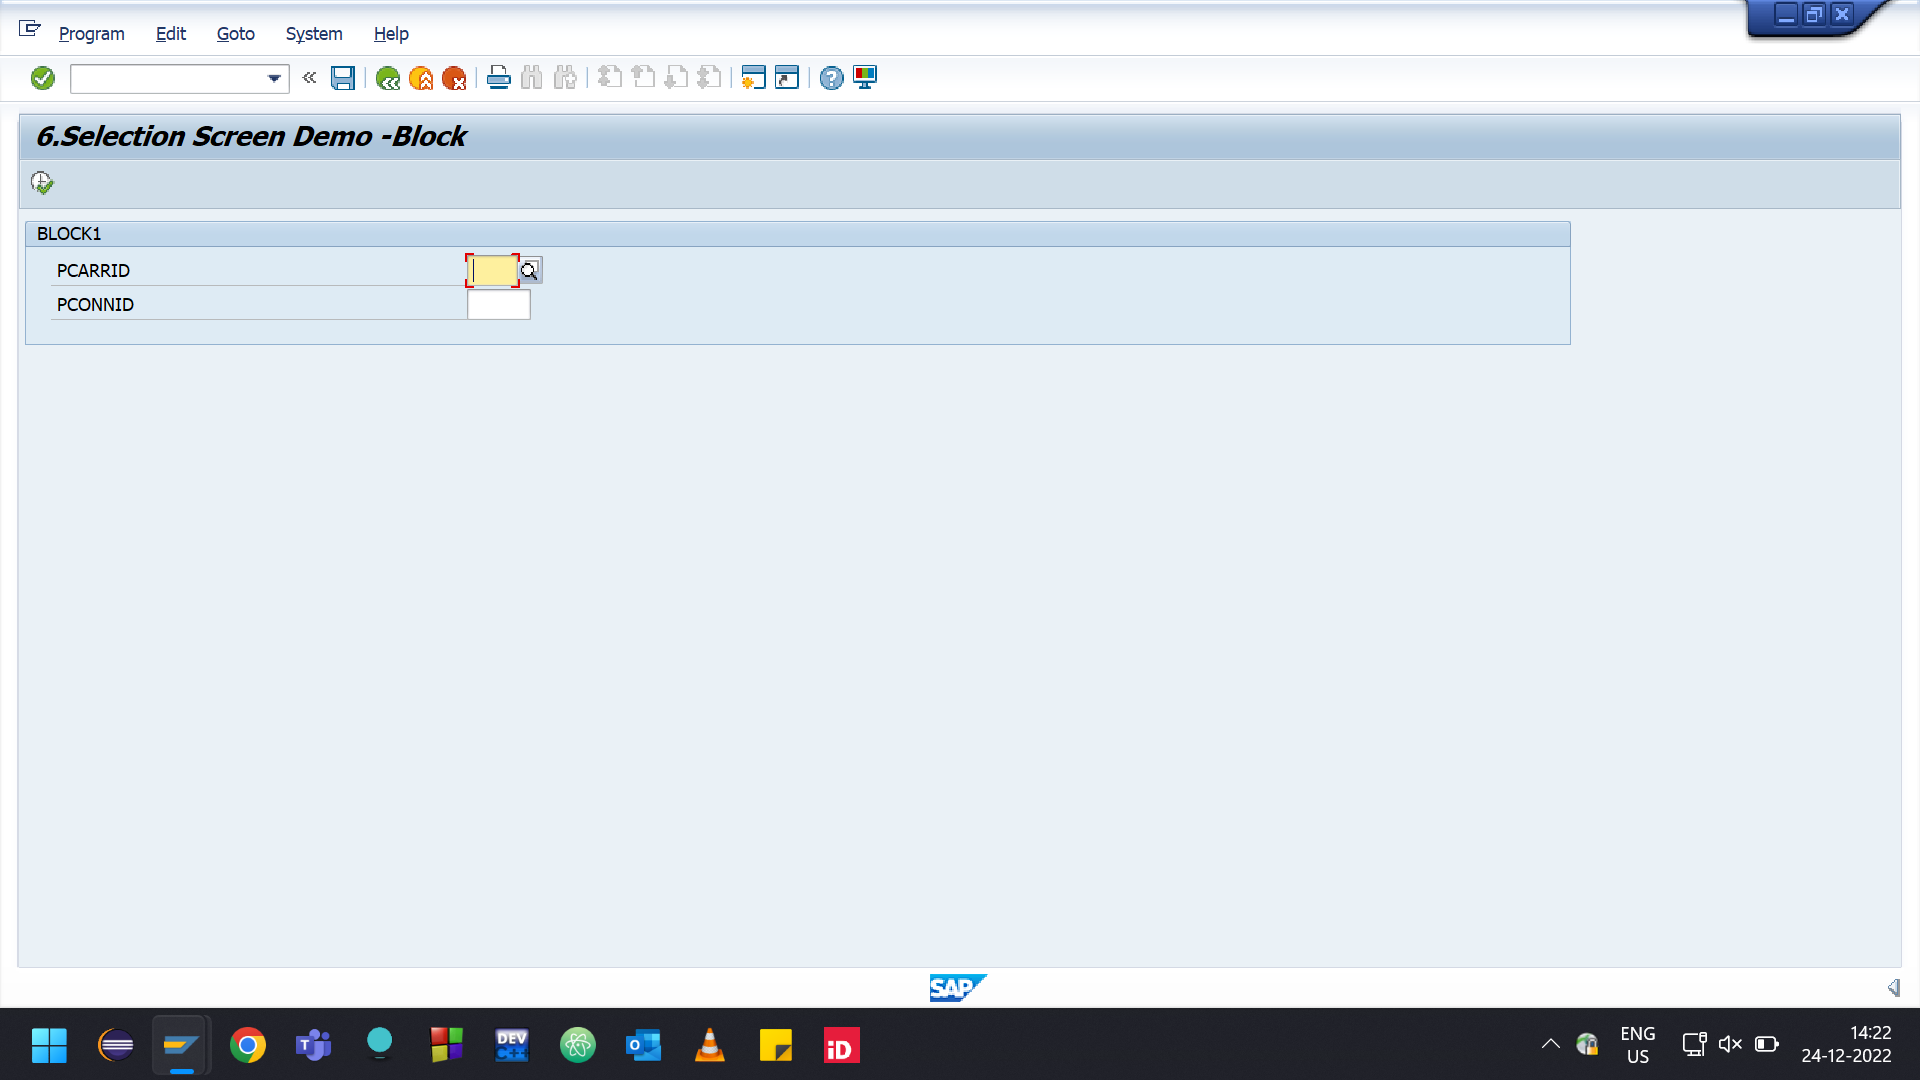 Program Edit Goto System Help
6.Selection Screen Demo -Block
BLOCK1
PCARRID
PCONNID
SAP
T
DEV
C++
O
iD
ENG
US
14:22
24-12-2022